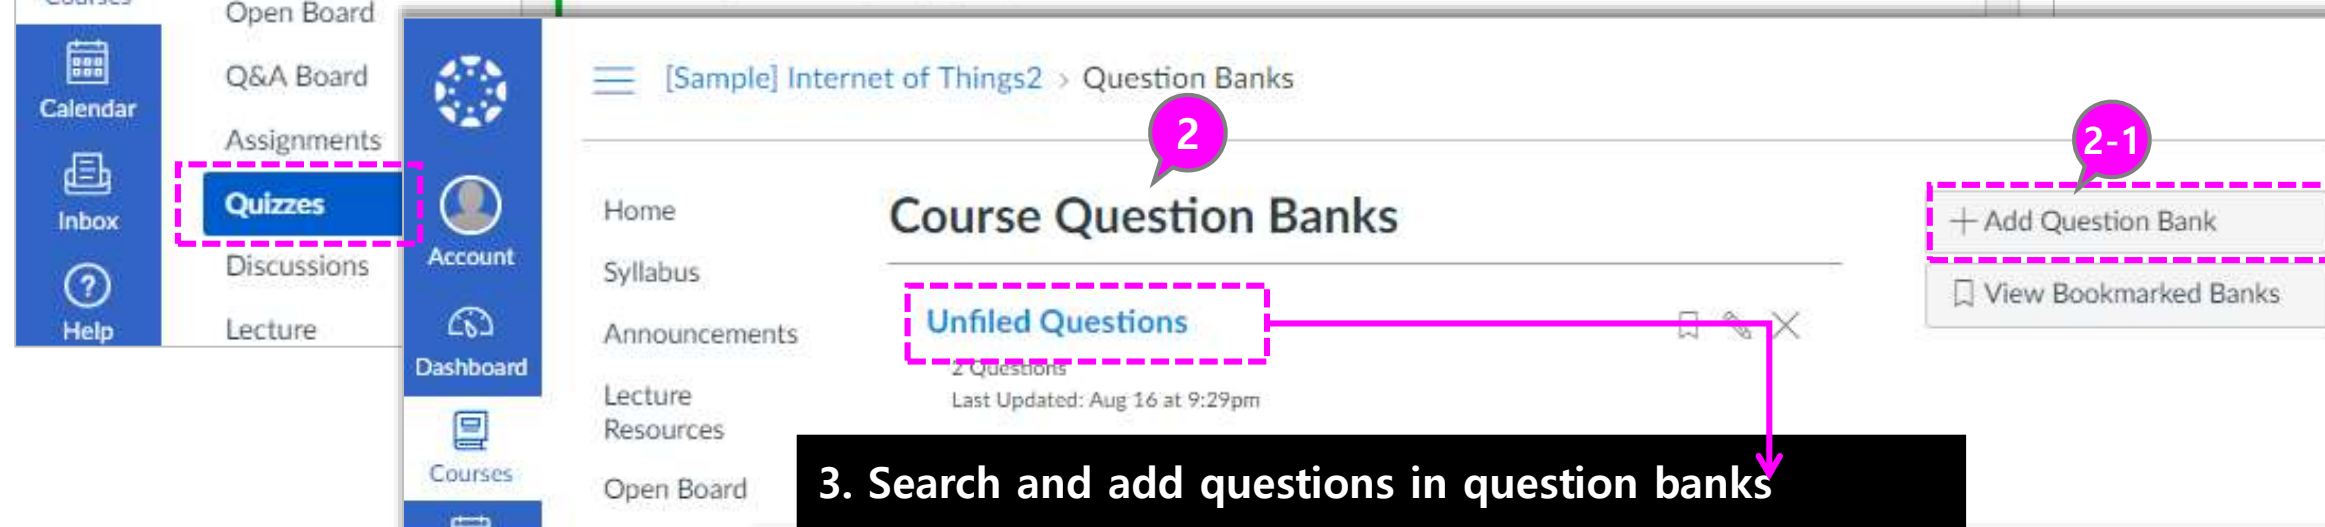 Courses
Calendar
Inbox
Help
Open Board
Q&A Board
Assignments
Quizzes
Discussions
Lecture
Account
Dashboard
Courses
[Sample] Internet of Things2 > Question Banks
2
2-1
Home
Syllabus
Announcements
Lecture
Resources
Open Board
Course Question Banks
Unfiled Questions
2 Questions
Last Updated: Aug 16 at 9:29pm
+ Add Question Bank
View Bookmarked Banks
3. Search and add questions in question banks